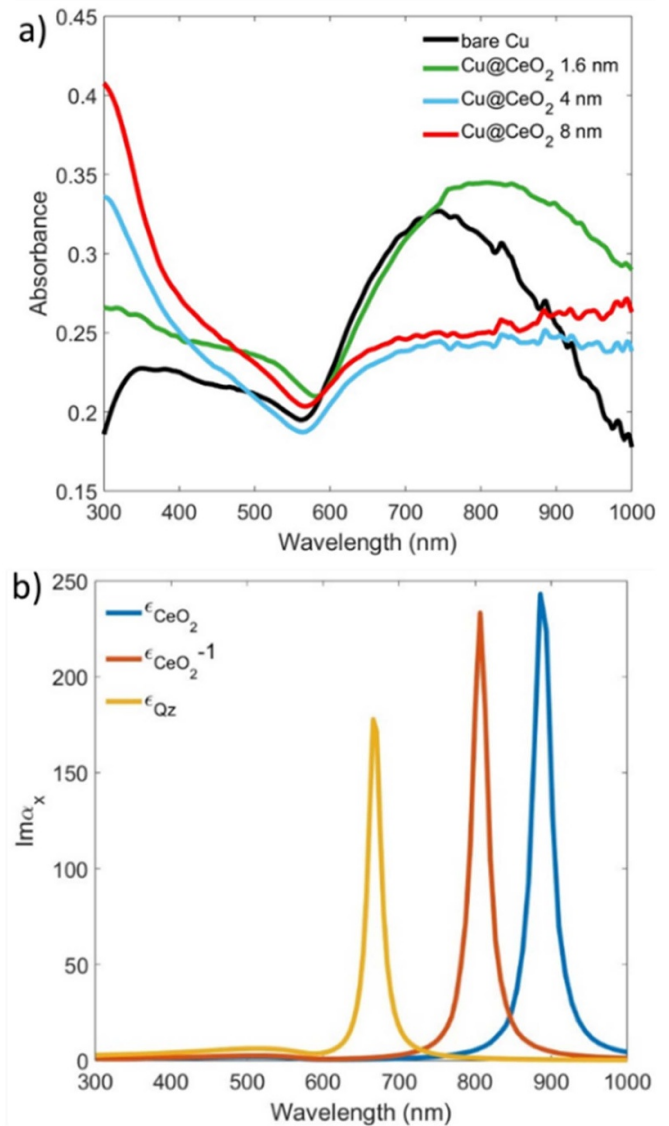 a)
0.45
0.4
0.35
0.3
0.25
0.2
0.15
Absorbance
bare Cu
Cu@CeO₂ 1.6 nm
Cu@CeO₂ 4 nm
Cu@CeO₂ 8 nm
300 400 500 600 700 800 900 1000
Wavelength (nm)
b)
250
200
150
100
50
0
Imαₓ
ϵCeO₂
ϵCeO₂-1
ϵQz
300 400 500 600 700 800 900 1000
Wavelength (nm)